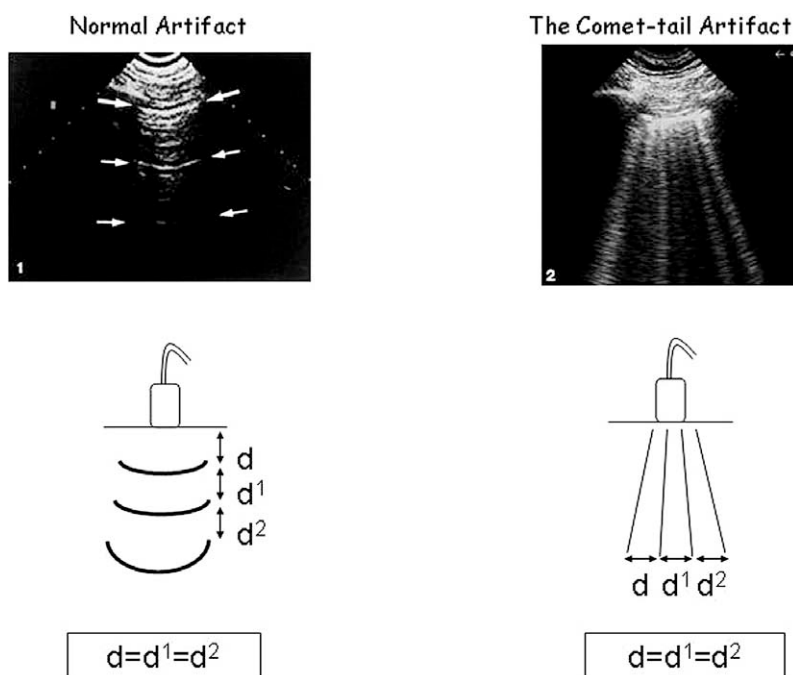 Normal Artifact
The Comet-tail Artifact
1
2
d
d¹
d²
d d¹ d²
d=d¹=d²
d=d¹=d²